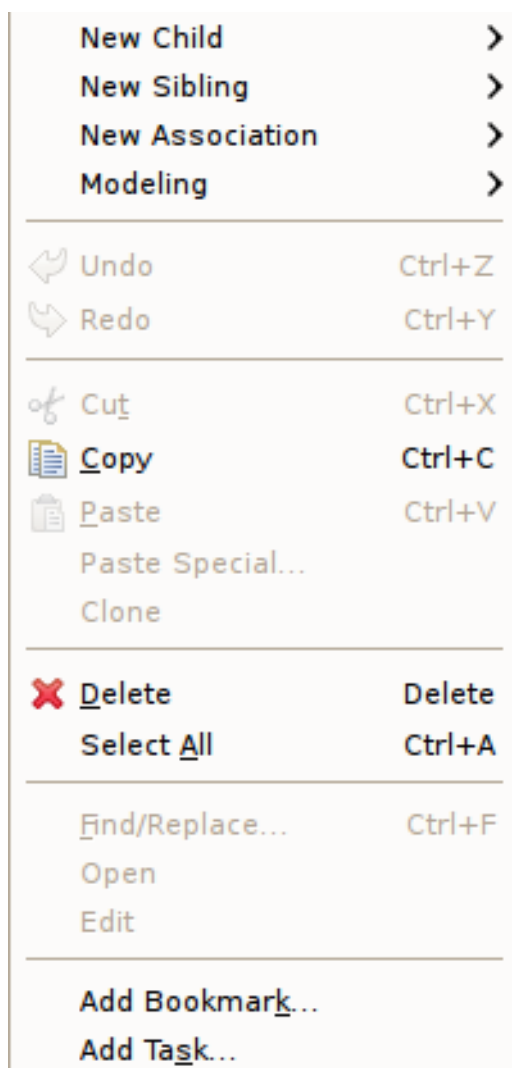 New Child
New Sibling
New Association
Modeling
Undo Ctrl+Z
Redo Ctrl+Y
Cut Ctrl+X
Copy Ctrl+C
Paste Ctrl+V
Paste Special...
Clone
Delete Delete
Select All Ctrl+A
Find/Replace... Ctrl+F
Open
Edit
Add Bookmark...
Add Task...